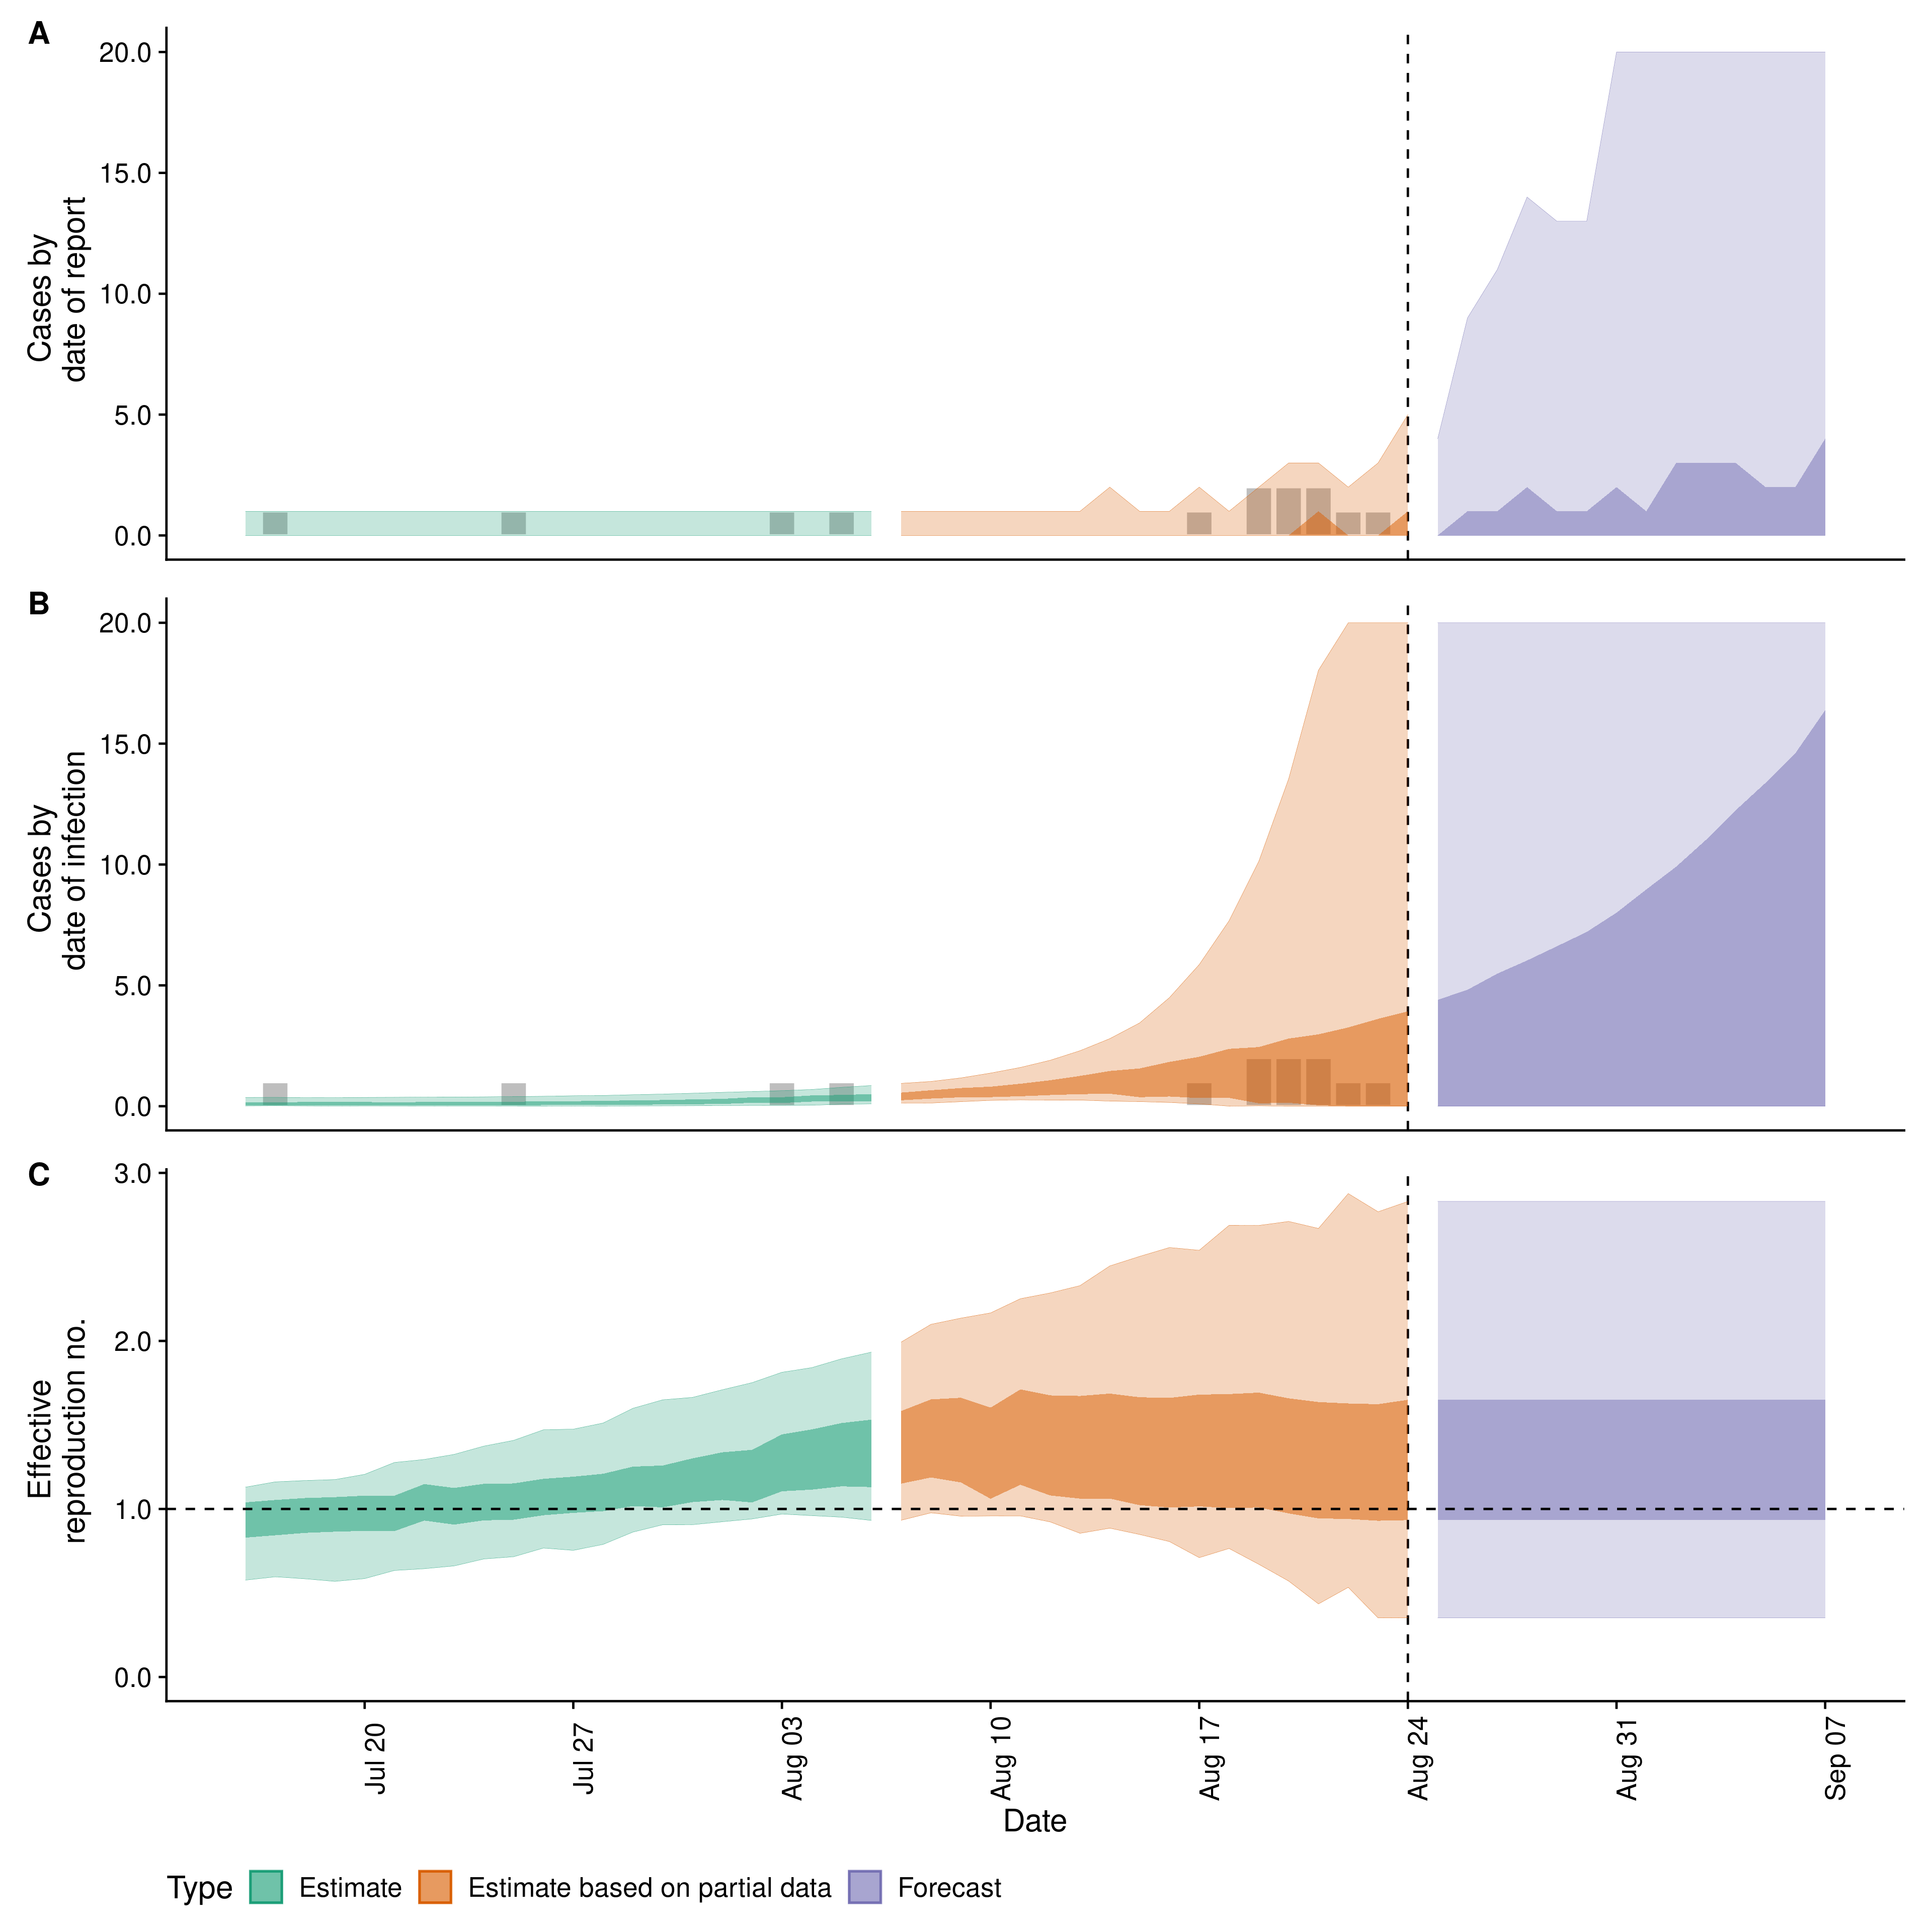 A
20.0
15.0
10.0
5.0
0.0
Cases by
date of report
B
20.0
15.0
10.0
5.0
0.0
Cases by
date of infection
C
3.0
2.0
1.0
0.0
Effective
reproduction no.
Jul 20
Jul 27
Aug 03
Aug 10
Aug 17
Aug 24
Aug 31
Sep 07
Date
Type Estimate Estimate based on partial data Forecast